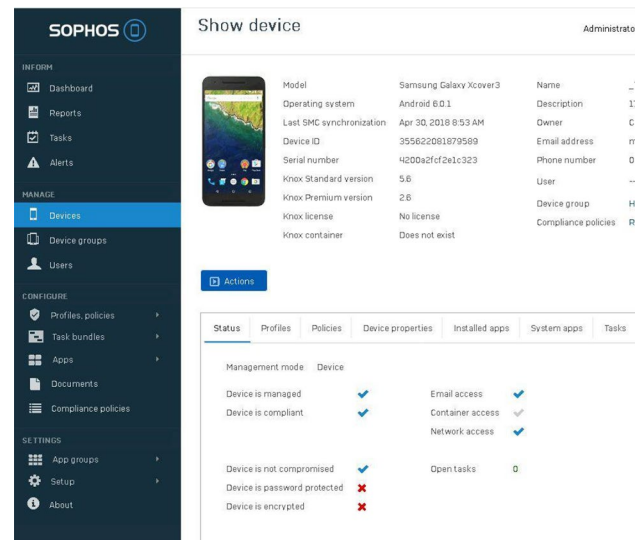 SOPHOS
Show device
Administrato
INFORM
Dashboard
Reports
Tasks
Alerts
MANAGE
Devices
Device groups
Users
CONFIGURE
Profiles, policies
Task bundles
Apps
Documents
Compliance policies
SETTINGS
App groups
Setup
About
Model Samsung Galaxy Xcover3
Operating system Android 6.0.1
Last SMC synchronization Apr 30, 2018 8:53 AM
Device ID 355622081879589
Serial number 4200a2fcf2e1c323
Knox Standard version 5.6
Knox Premium version 2.6
Knox license No license
Knox container Does not exist
Name
Description 17
Owner C
Email address m
Phone number 0
User --
Device group H
Compliance policies R
Actions
Status Profiles Policies Device properties Installed apps System apps Tasks
Management mode Device
Device is managed
Device is compliant
Email access
Container access
Network access
Device is not compromised
Device is password protected
Device is encrypted
Open tasks 0